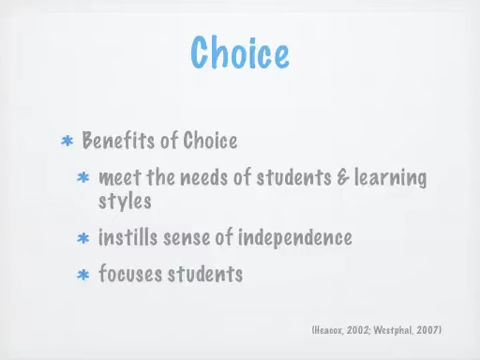 Choice
Benefits of Choice
meet the needs of students & learning
styles
instills sense of independence
focuses students
(Heacox, 2002; Westphal, 2007)